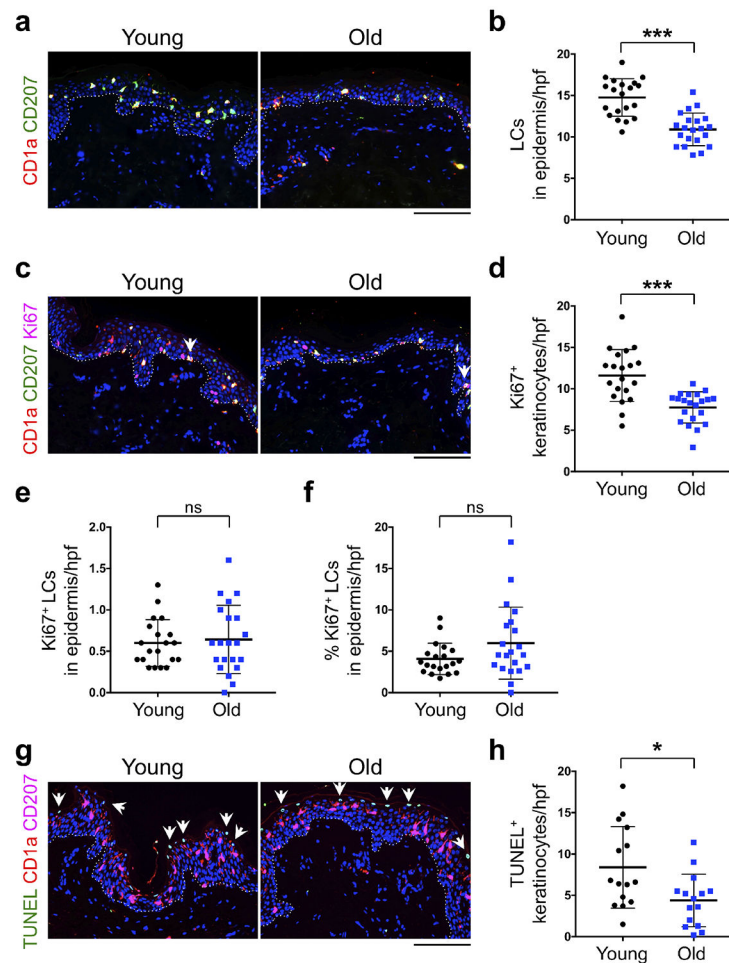 a
Young Old
CD1a CD207
b
***
LCs
in epidermis/hpf
20
15
10
5
0
Young Old
c
Young Old
CD1a CD207 Ki67
d
***
Ki67+
keratinocytes/hpf
20
15
10
5
0
Young Old
e
ns
Ki67+ LCs
in epidermis/hpf
2.0
1.5
1.0
0.5
0.0
Young Old
f
ns
% Ki67+ LCs
in epidermis/hpf
20
15
10
5
0
Young Old
g
Young Old
TUNEL CD1a CD207
h
*
TUNEL+
keratinocytes/hpf
20
15
10
5
0
Young Old